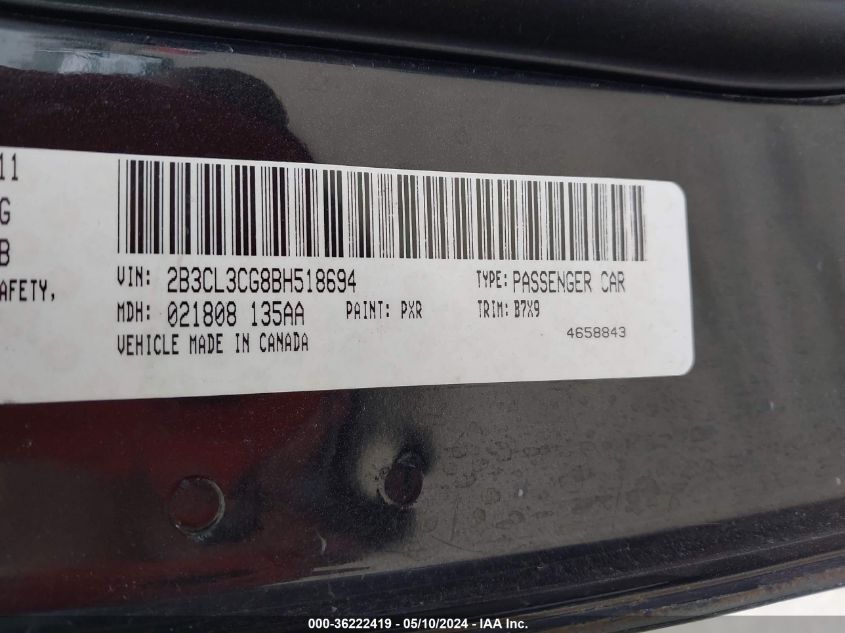 11
G
B
AFETY,
VIN: 2B3CL3CG8BH518694
TYPE: PASSENGER CAR
MDH: 021808 135AA
PAINT: PXR
TRIM: B7X9
VEHICLE MADE IN CANADA
4658843
000-36222419 - 05/10/2024 - IAA Inc.